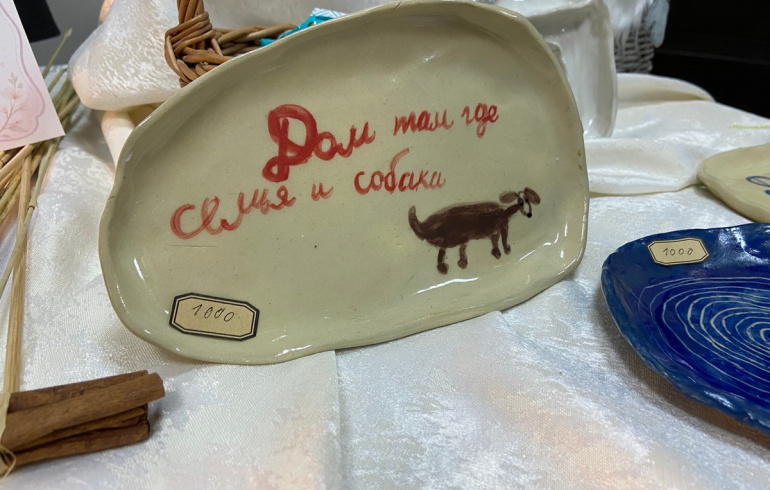 Дом там где
семья и собака
1000
1000